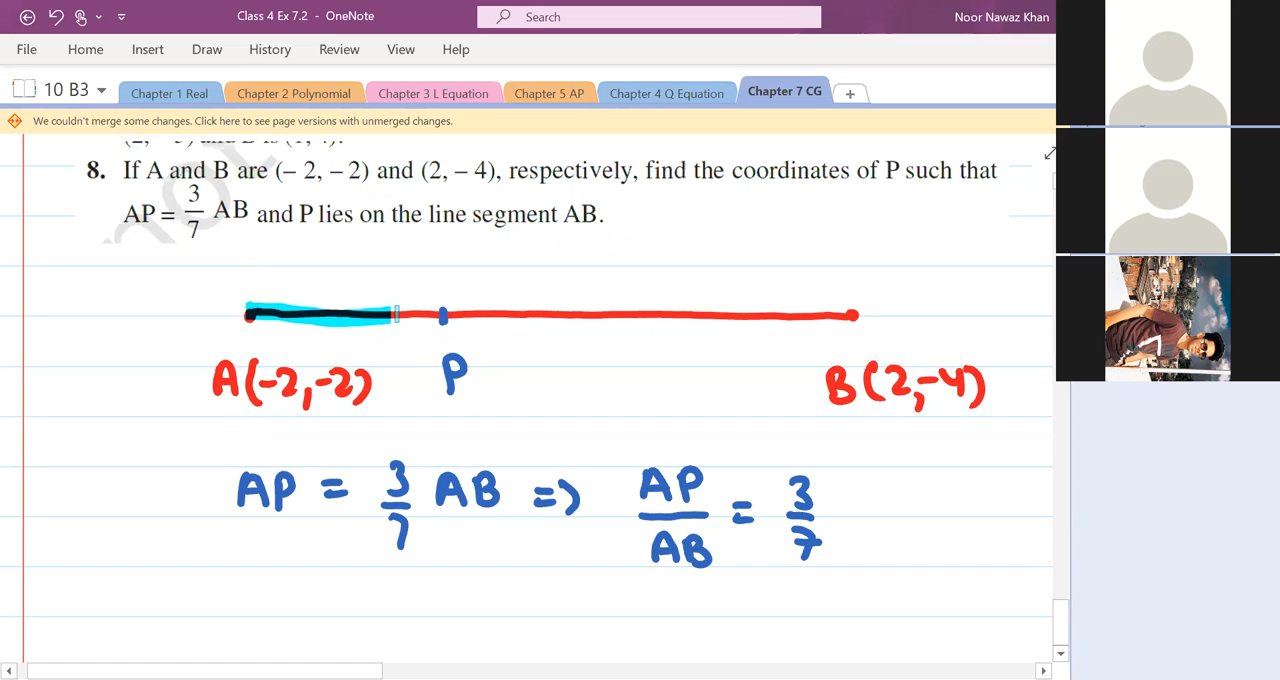 Class 4 Ex 7.2 - OneNote
Search
Noor Nawaz Khan
File Home Insert Draw History Review View Help
10 B3 Chapter 1 Real Chapter 2 Polynomial Chapter 3 L Equation Chapter 5 AP Chapter 4 Q Equation Chapter 7 CG
We couldn't merge some changes. Click here to see page versions with unmerged changes.
8. If A and B are (– 2, – 2) and (2, – 4), respectively, find the coordinates of P such that
AP = 3/7 AB and P lies on the line segment AB.
A(-2,-2) P B(2,-4)
AP = 3/7 AB => AP/AB = 3/7